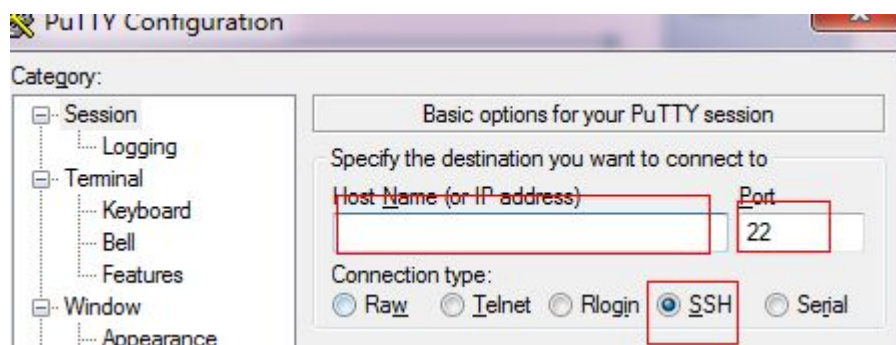 PuTTY Configuration
Category:
Session
Logging
Terminal
Keyboard
Bell
Features
Window
Appearance
Basic options for your PuTTY session
Specify the destination you want to connect to
Host Name (or IP address) Port
22
Connection type:
Raw Telnet Rlogin SSH Serial